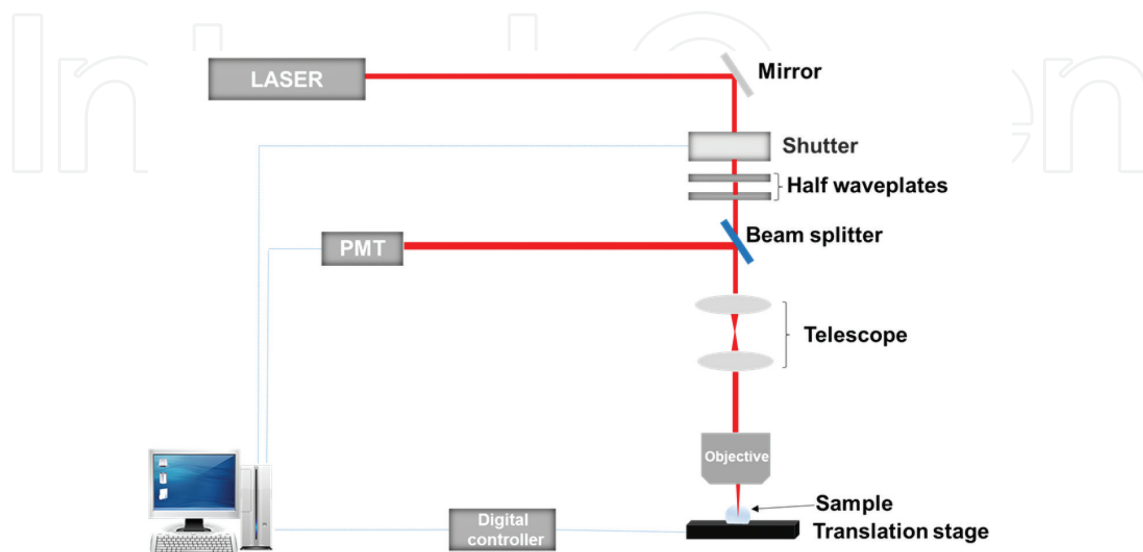 LASER
Mirror
Shutter
Half waveplates
Beam splitter
PMT
Telescope
Objective
Sample
Translation stage
Digital
controller